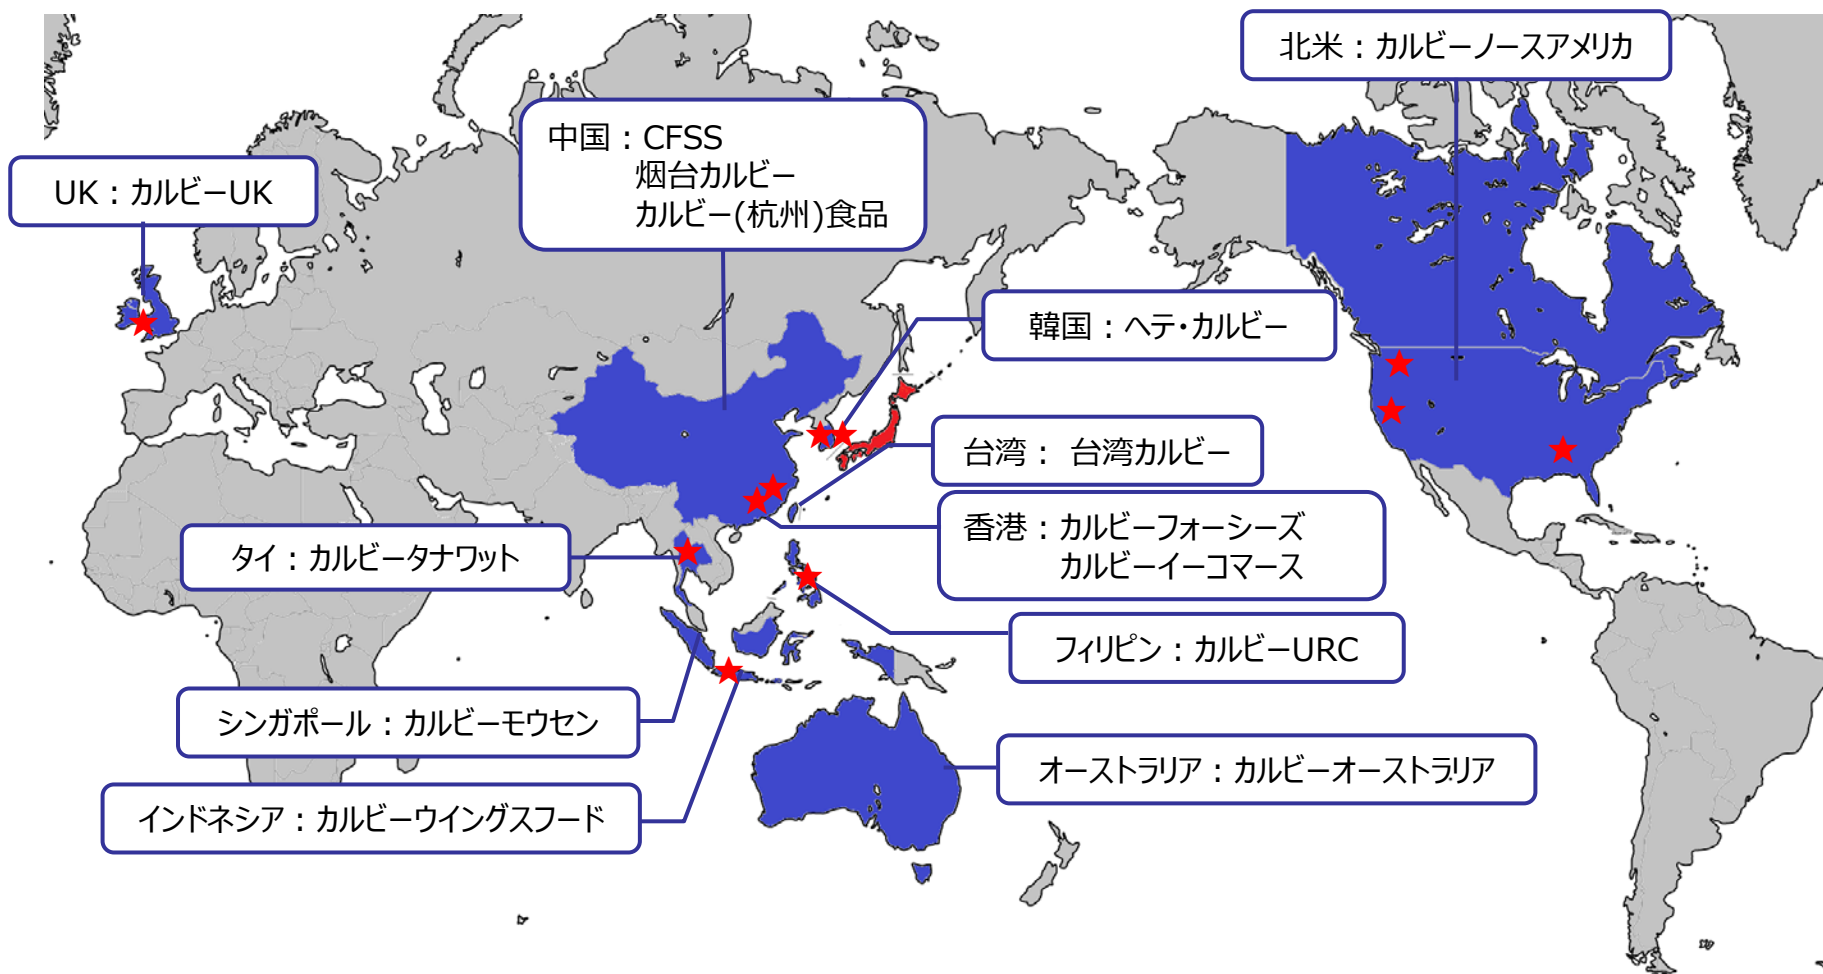 北米：カルビーノースアメリカ
中国：CFSS
烟台カルビー
カルビー(杭州)食品
UK：カルビーUK
韓国：ヘテ・カルビー
台湾： 台湾カルビー
香港：カルビーフォーシーズ
カルビーイーコマース
タイ：カルビータナワット
フィリピン：カルビーURC
シンガポール：カルビーモウセン
オーストラリア：カルビーオーストラリア
インドネシア：カルビーウイングスフード